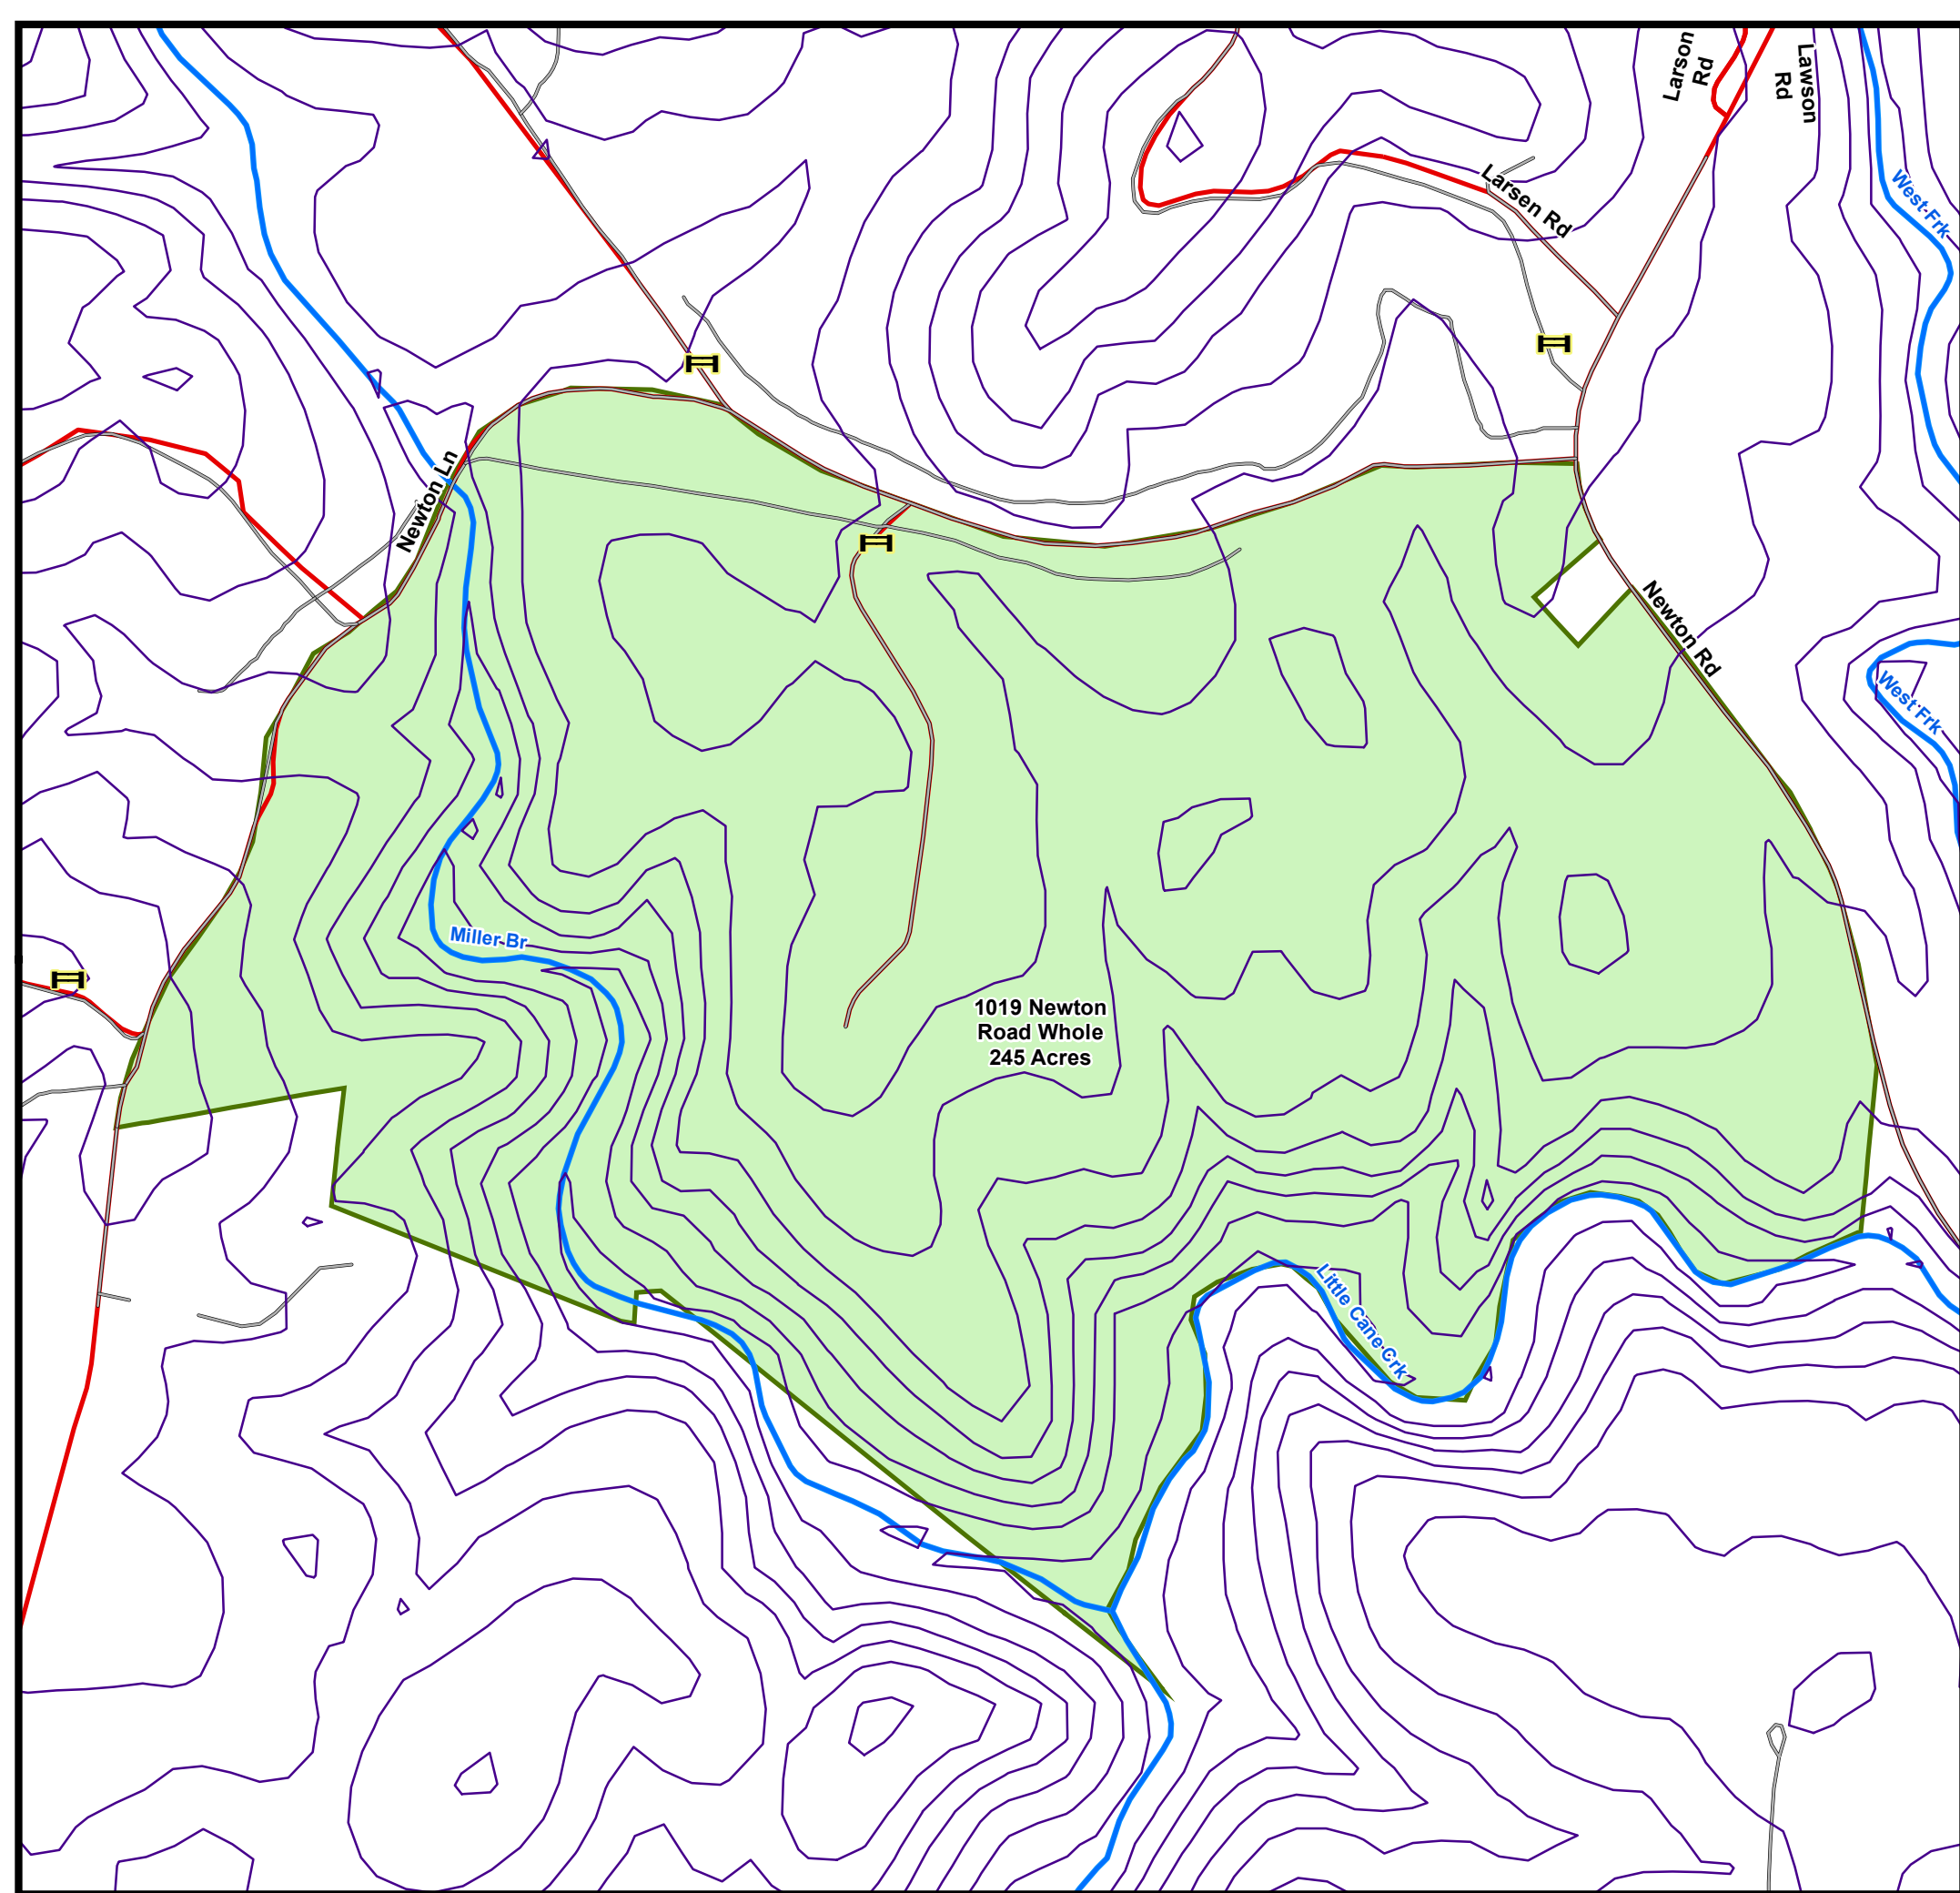 Larson
Rd
Lawson
Rd
Larsen Rd
West Frk
Newton Ln
Newton Rd
West Frk
Miller Br
1019 Newton
Road Whole
245 Acres
Little Cane Crk